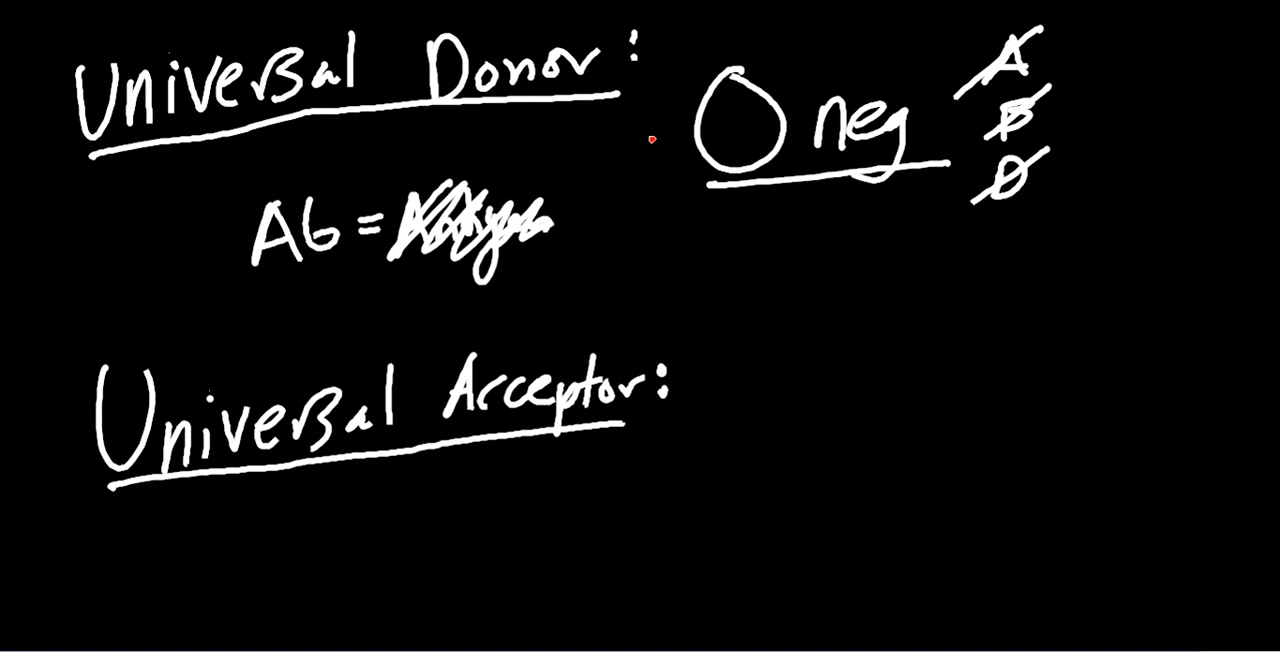 Universal Donor:
O neg
A
B
D
Ab =
Universal Acceptor: